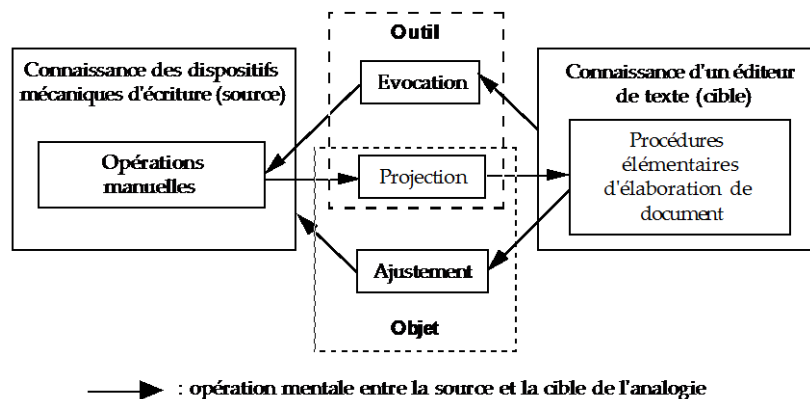 Outil
Connaissance des dispositifs
mécaniques d'écriture (source)
Evocation
Connaissance d'un éditeur
de texte (cible)
Opérations
manuelles
Projection
Procédures
élémentaires
d'élaboration de
document
Ajustement
Objet
: opération mentale entre la source et la cible de l'analogie